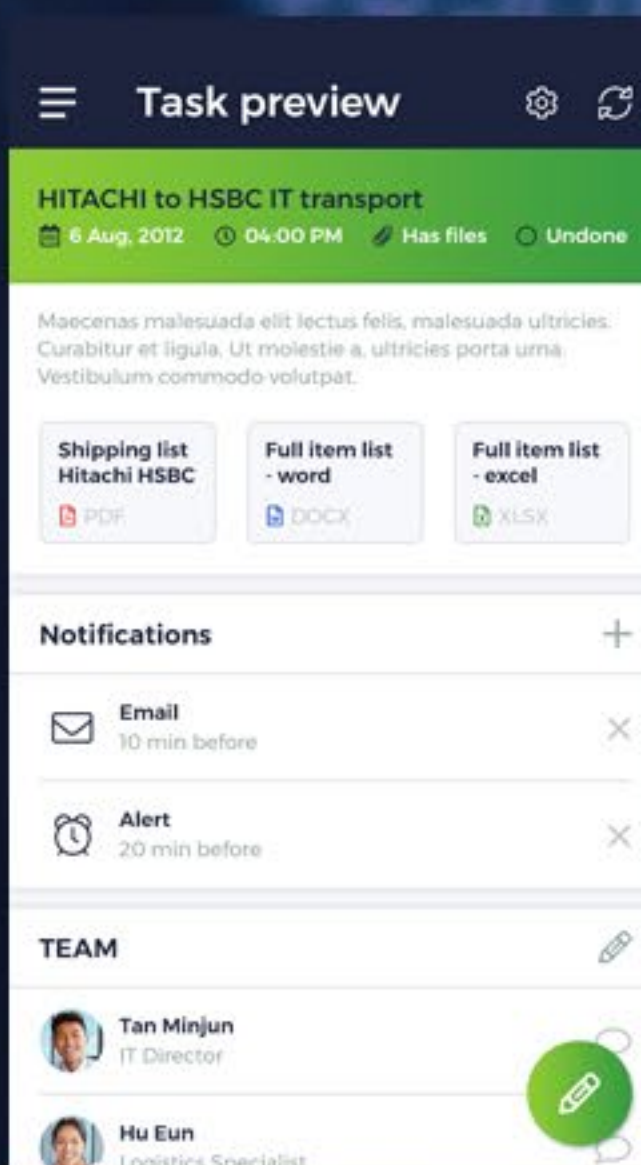 Task preview
HITACHI to HSBC IT transport
6 Aug, 2012 04:00 PM Has files Undone
Maecenas malesuada elit lectus felis, malesuada ultricies.
Curabitur et ligula. Ut molestie a, ultricies porta urna.
Vestibulum commodo volutpat.
Shipping list
Hitachi HSBC
PDF
Full item list
- word
DOCX
Full item list
- excel
XLSX
Notifications
Email
10 min before
Alert
20 min before
TEAM
Tan Minjun
IT Director
Hu Eun
Logistics Specialist